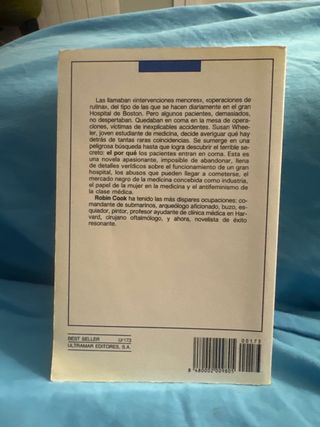 Las llamaban «intervenciones menores», «operaciones de
rutina», del tipo de las que se hacen diariamente en el gran
Hospital de Boston. Pero algunos pacientes, demasiados,
no despertaban. Quedaban en coma en la mesa de opera-
ciones, víctimas de inexplicables accidentes. Susan Whee-
ler, joven estudiante de medicina, decide averiguar qué hay
detrás de tantas raras coincidencias. Se sumerge en una
peligrosa búsqueda hasta que logra descubrir el terrible se-
creto: el por qué los pacientes entran en coma. Esta es
una novela apasionante, imposible de abandonar, llena
de detalles verídicos sobre el funcionamiento de un gran
hospital, los abusos que pueden llegar a cometerse, el
mercado negro de la medicina concebida como industria,
el papel de la mujer en la medicina y el antifeminismo de
la clase médica.
Robin Cook ha tenido las más dispares ocupaciones: co-
mandante de submarinos, arqueólogo aficionado, buzo, es-
quiador, pintor, profesor ayudante de clínica médica en Har-
vard, cirujano oftalmólogo, y ahora, novelista de éxito
resonante.
BEST SELLER
U/173
ULTRAMAR EDITORES, S.A.
00173